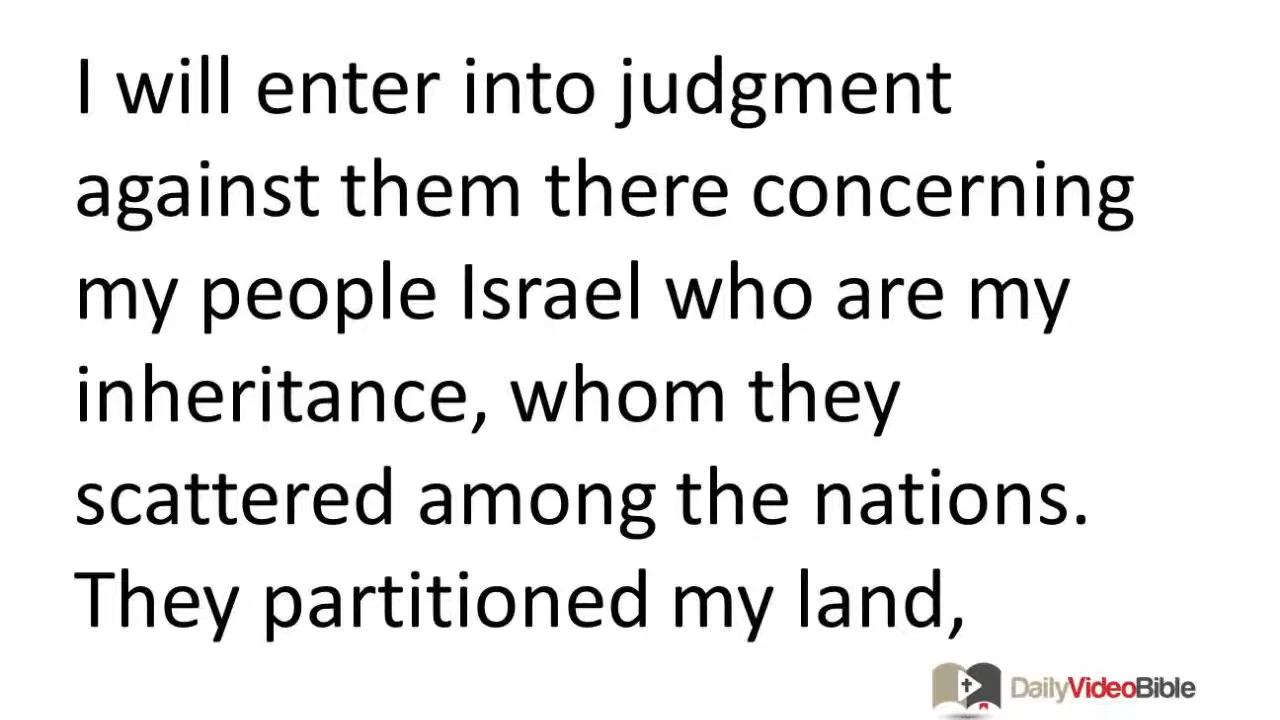 I will enter into judgment
against them there concerning
my people Israel who are my
inheritance, whom they
scattered among the nations.
They partitioned my land,
DailyVideoBible